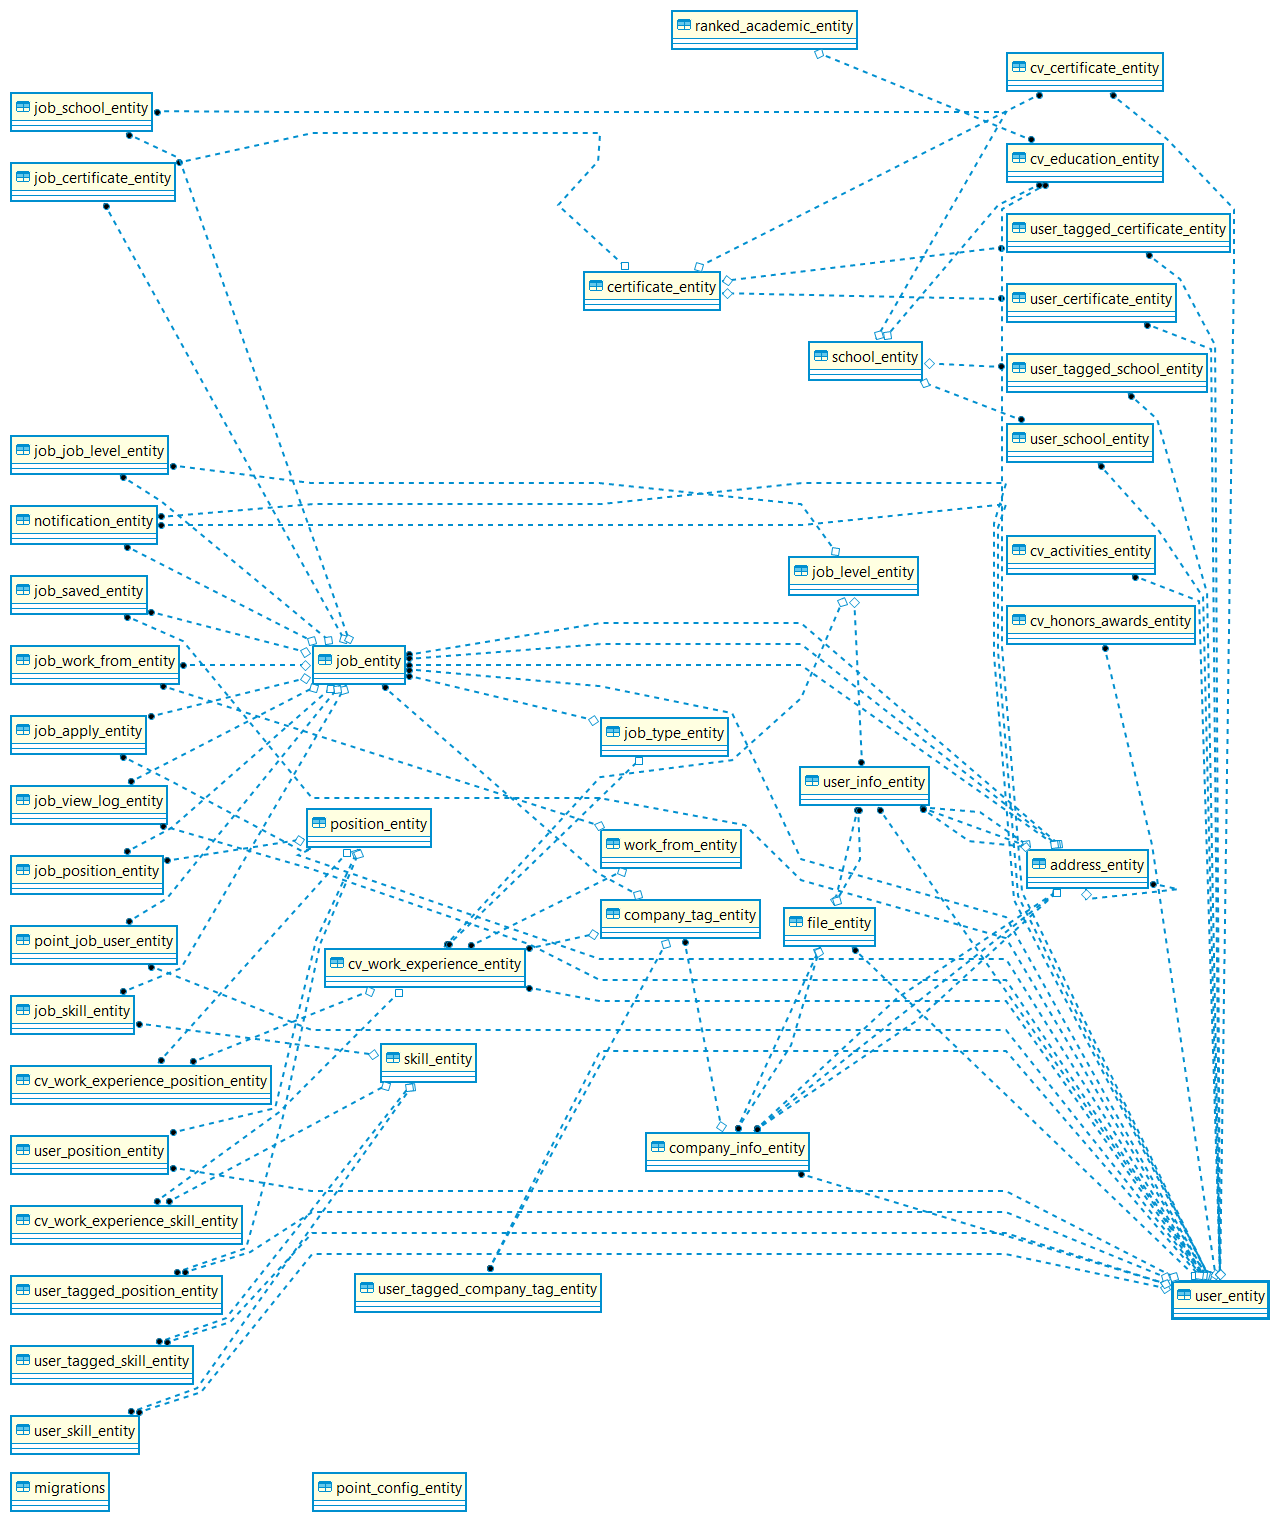 ranked_academic_entity
cv_certificate_entity
job_school_entity
cv_education_entity
job_certificate_entity
user_tagged_certificate_entity
certificate_entity
user_certificate_entity
school_entity
user_tagged_school_entity
user_school_entity
job_job_level_entity
notification_entity
cv_activities_entity
job_level_entity
job_saved_entity
cv_honors_awards_entity
job_work_from_entity
job_entity
job_apply_entity
job_type_entity
user_info_entity
job_view_log_entity
position_entity
work_from_entity
address_entity
job_position_entity
company_tag_entity
file_entity
point_job_user_entity
cv_work_experience_entity
job_skill_entity
skill_entity
cv_work_experience_position_entity
user_position_entity
company_info_entity
cv_work_experience_skill_entity
user_tagged_position_entity
user_tagged_company_tag_entity
user_entity
user_tagged_skill_entity
user_skill_entity
migrations
point_config_entity